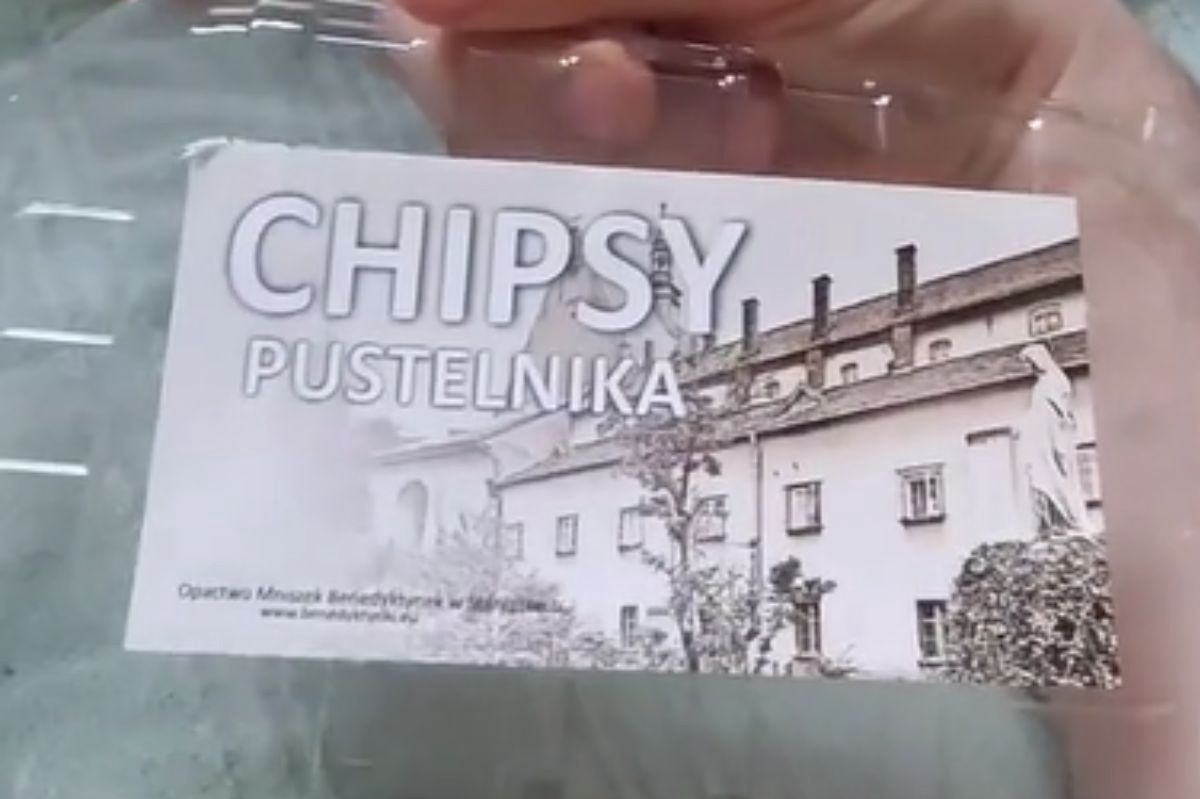 CHIPSY
PUSTELNIKA
Opactwo Mniszek Benedyktynek w
www.benedyktynki.eu